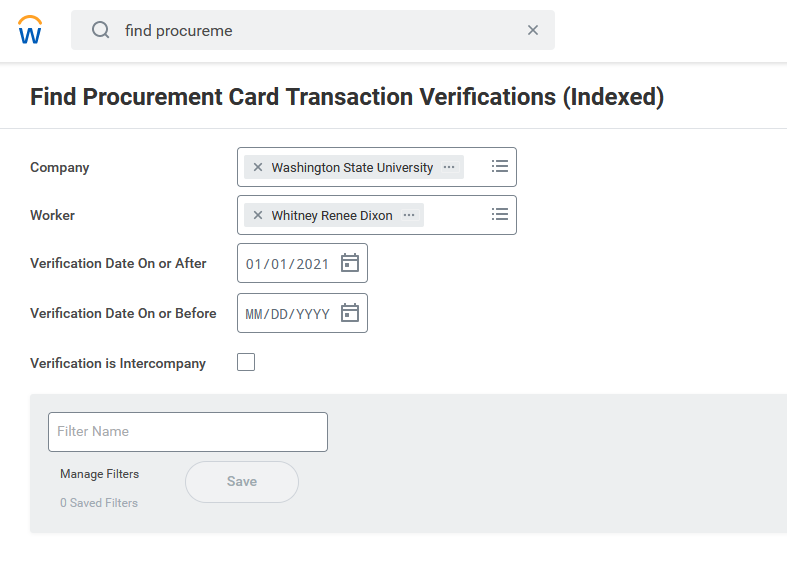 W
find procureme
Find Procurement Card Transaction Verifications (Indexed)
Company
Washington State University
Worker
Whitney Renee Dixon
Verification Date On or After
01/01/2021
Verification Date On or Before
MM/DD/YYYY
Verification is Intercompany
Filter Name
Manage Filters
Save
0 Saved Filters